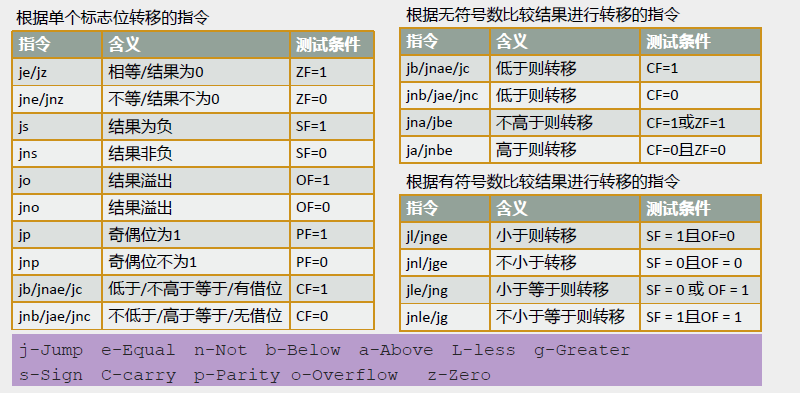 根据单个标志位转移的指令
指令 含义 测试条件
je/jz 相等/结果为0 ZF=1
jne/jnz 不等/结果不为0 ZF=0
js 结果为负 SF=1
jns 结果非负 SF=0
jo 结果溢出 OF=1
jno 结果溢出 OF=0
jp 奇偶位为1 PF=1
jnp 奇偶位不为1 PF=0
jb/jnae/jc 低于/不高于等于/有借位 CF=1
jnb/jae/jnc 不低于/高于等于/无借位 CF=0
根据无符号数比较结果进行转移的指令
指令 含义 测试条件
jb/jnae/jc 低于则转移 CF=1
jnb/jae/jnc 低于则转移 CF=0
jna/jbe 不高于则转移 CF=1或ZF=1
ja/jnbe 高于则转移 CF=0且ZF=0
根据有符号数比较结果进行转移的指令
指令 含义 测试条件
jl/jnge 小于则转移 SF = 1且OF=0
jnl/jge 不小于转移 SF = 0且OF = 0
jle/jng 小于等于则转移 SF = 0 或 OF = 1
jnle/jg 不小于等于则转移 SF = 1且OF = 1
j-Jump e-Equal n-Not b-Below a-Above L-less g-Greater
s-Sign C-carry p-Parity o-Overflow z-Zero